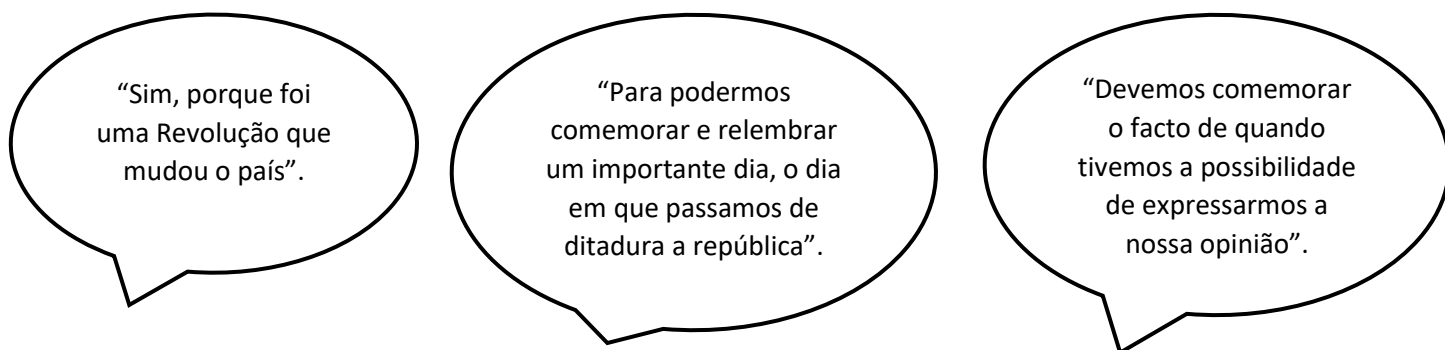 “Sim, porque foi
uma Revolução que
mudou o país”.
“Para podermos
comemorar e relembrar
um importante dia, o dia
em que passamos de
ditadura a república”.
“Devemos comemorar
o facto de quando
tivemos a possibilidade
de expressarmos a
nossa opinião”.